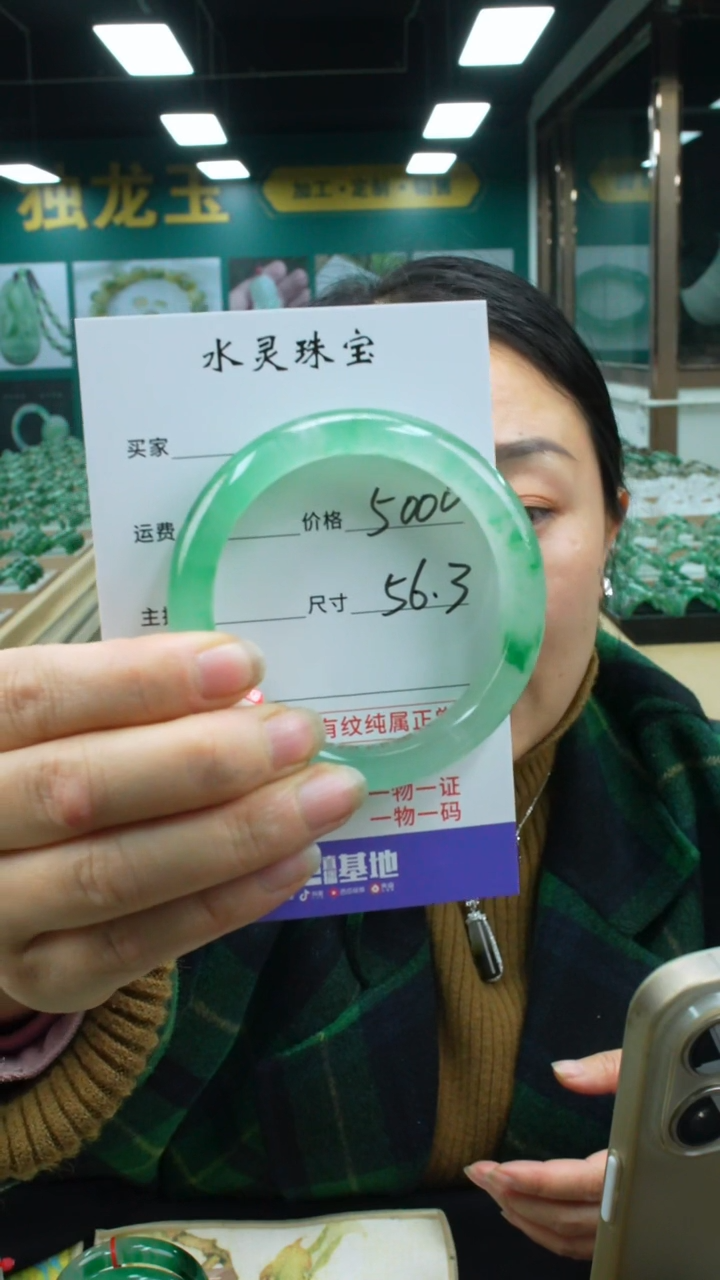 独龙玉
加工·定制·销售
水灵珠宝
买家
运费 价格 5000
主播 尺寸 56.3
有纹纯属正常
一物一证
一物一码
直播基地